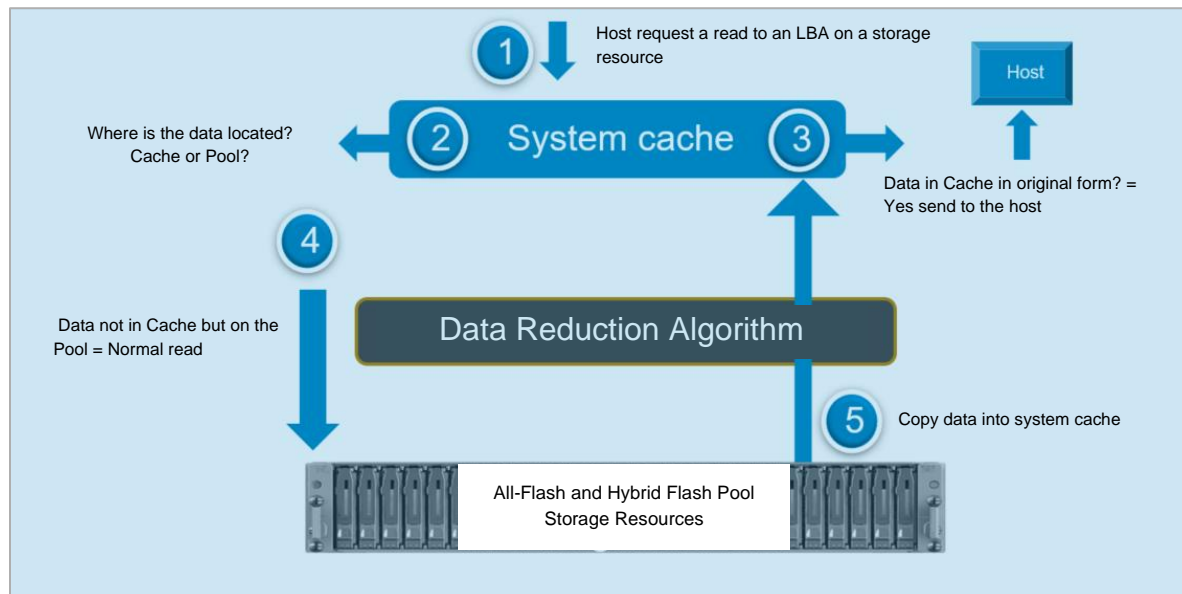 1
Host request a read to an LBA on a storage
resource
Host
Where is the data located?
Cache or Pool?
2
System cache
3
Data in Cache in original form? =
Yes send to the host
4
Data not in Cache but on the
Pool = Normal read
Data Reduction Algorithm
5
Copy data into system cache
All-Flash and Hybrid Flash Pool
Storage Resources